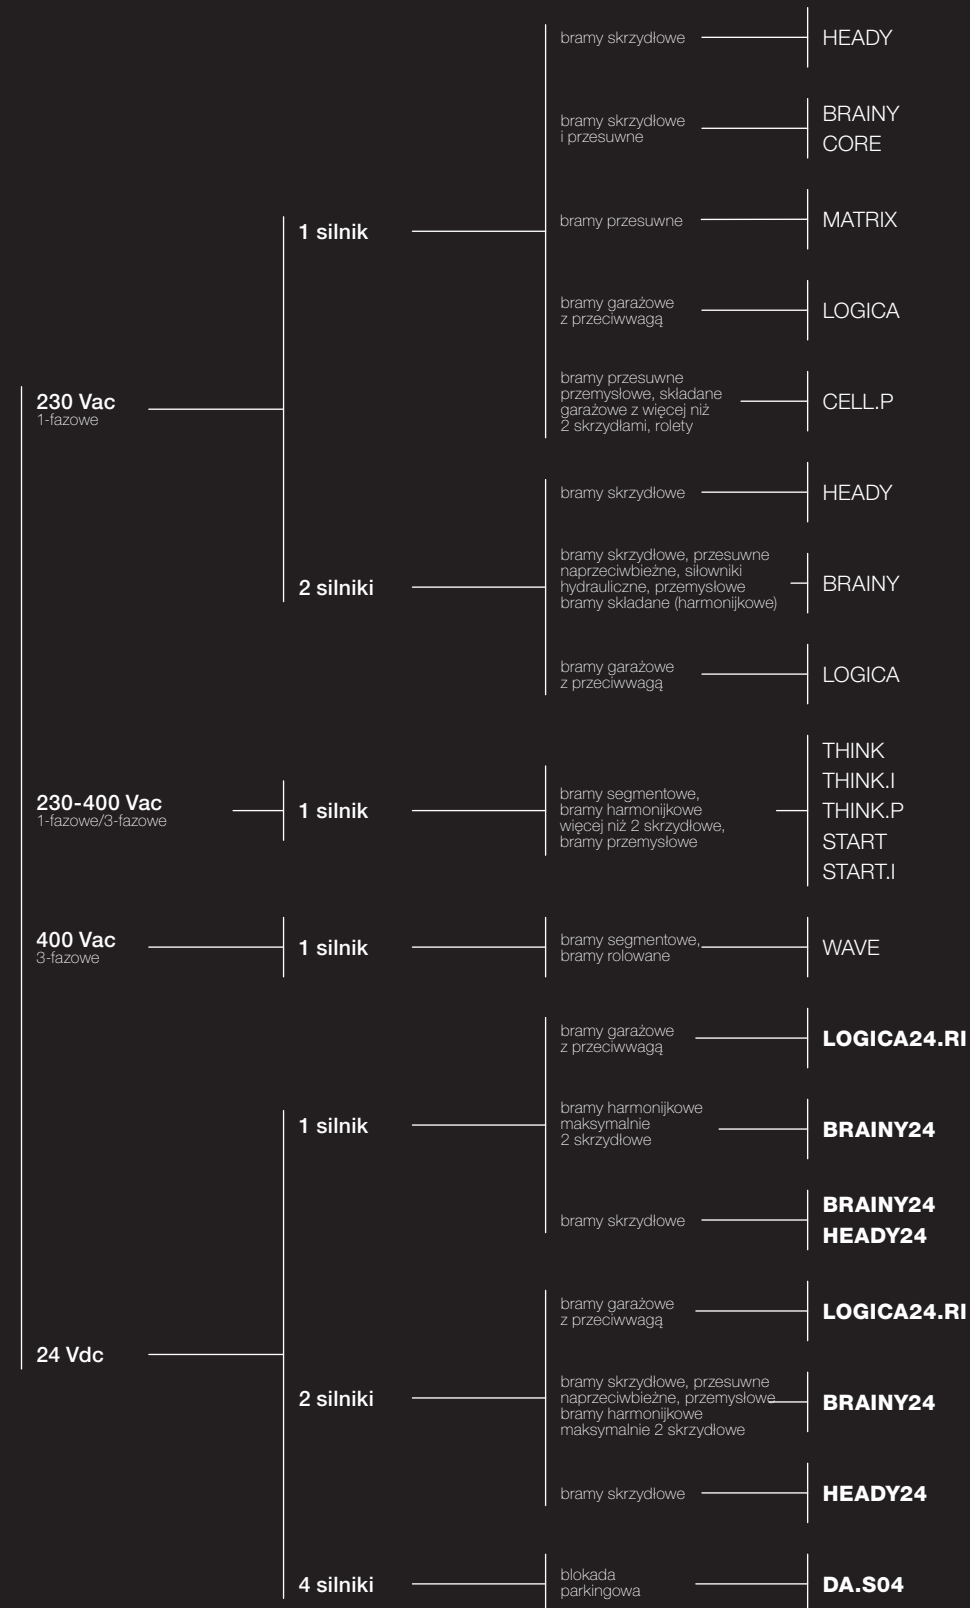 230 Vac
1-fazowe
1 silnik
bramy skrzydłowe
HEADY
bramy skrzydłowe
i przesuwne
BRAINY
CORE
bramy przesuwne
MATRIX
bramy garażowe
z przeciwwagą
LOGICA
bramy przesuwne
przemysłowe, składane
garażowe z więcej niż
2 skrzydłami, rolety
CELL.P
2 silniki
bramy skrzydłowe
HEADY
bramy skrzydłowe, przesuwne
naprzeciwbieżne, siłowniki
hydrauliczne, przemysłowe
bramy składane (harmonijkowe)
BRAINY
bramy garażowe
z przeciwwagą
LOGICA
230-400 Vac
1-fazowe/3-fazowe
1 silnik
bramy segmentowe,
bramy harmonijkowe
więcej niż 2 skrzydłowe,
bramy przemysłowe
THINK
THINK.I
THINK.P
START
START.I
400 Vac
3-fazowe
1 silnik
bramy segmentowe,
bramy rolowane
WAVE
24 Vdc
1 silnik
bramy garażowe
z przeciwwagą
LOGICA24.RI
bramy harmonijkowe
maksymalnie
2 skrzydłowe
BRAINY24
bramy skrzydłowe
BRAINY24
HEADY24
2 silniki
bramy garażowe
z przeciwwagą
LOGICA24.RI
bramy skrzydłowe, przesuwne
naprzeciwbieżne, przemysłowe
bramy harmonijkowe
maksymalnie 2 skrzydłowe
BRAINY24
bramy skrzydłowe
HEADY24
4 silniki
blokada
parkingowa
DA.S04